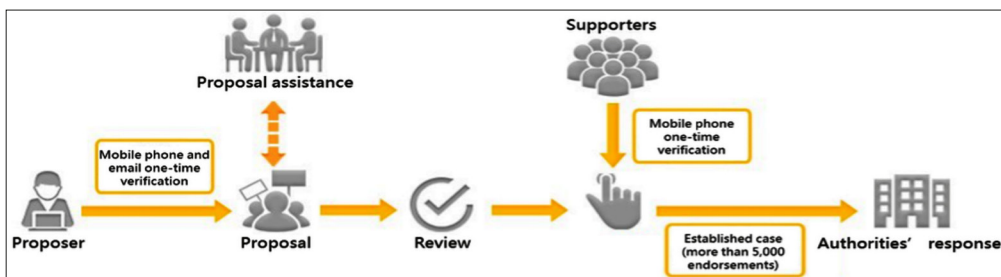 Supporters
Proposal assistance
Mobile phone
one-time
verification
Mobile phone and
email one-time
verification
Proposer
Proposal
Review
Established case
(more than 5,000
endorsements)
Authorities’ response